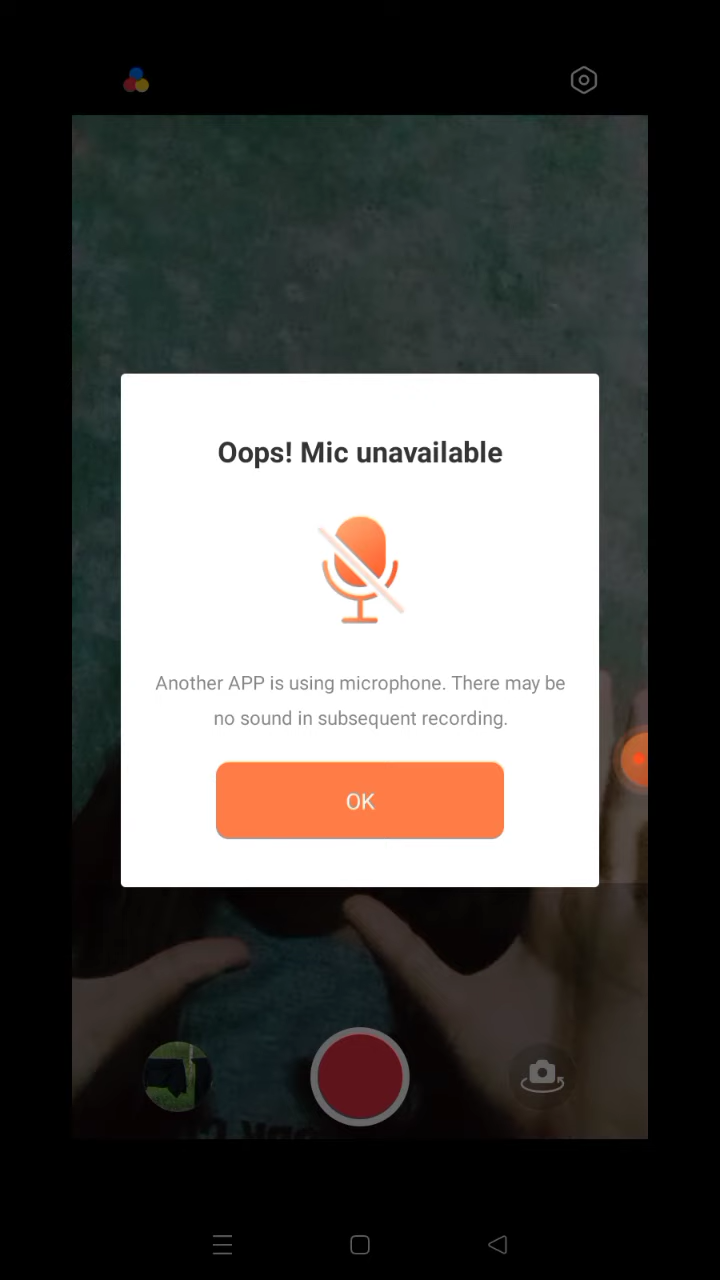 Oops! Mic unavailable
Another APP is using microphone. There may be
no sound in subsequent recording.
OK